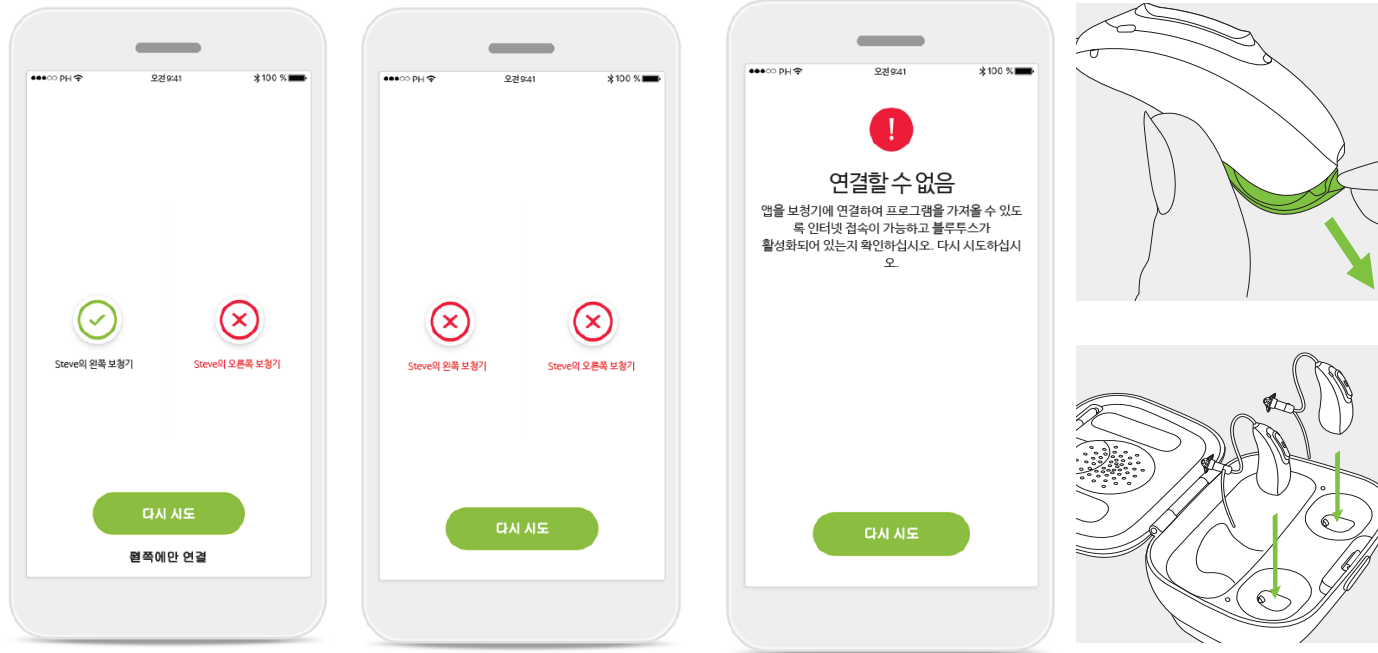 PH 오전 9:41 100 %
Steve의 왼쪽 보청기
Steve의 오른쪽 보청기
다시 시도
왼쪽에만 연결
PH 오전 9:41 100 %
Steve의 왼쪽 보청기
Steve의 오른쪽 보청기
다시 시도
PH 오전 9:41 100 %
!
연결할 수 없음
앱을 보청기에 연결하여 프로그램을 가져올 수 있도
록 인터넷 접속이 가능하고 블루투스가
활성화되어 있는지 확인하십시오. 다시 시도하십시
오.
다시 시도